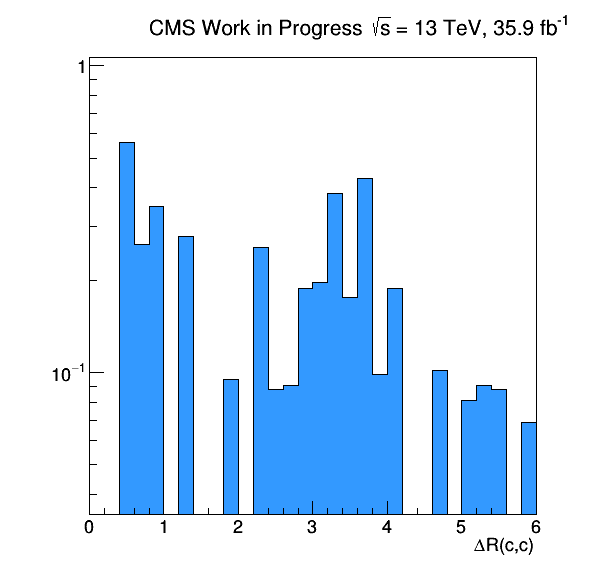 CMS Work in Progress √s = 13 TeV, 35.9 fb⁻¹
1
10⁻¹
0 1 2 3 4 5 6
ΔR(c,c)